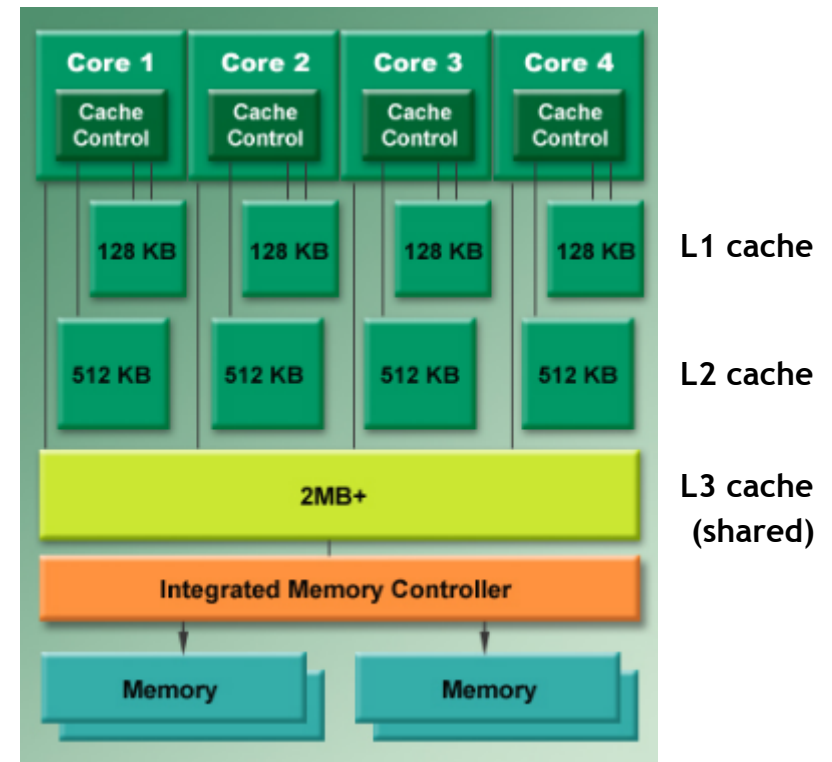 Core 1 Core 2 Core 3 Core 4
Cache Cache Cache Cache
Control Control Control Control
128 KB 128 KB 128 KB 128 KB L1 cache
512 KB 512 KB 512 KB 512 KB L2 cache
2MB+ L3 cache
(shared)
Integrated Memory Controller
Memory Memory